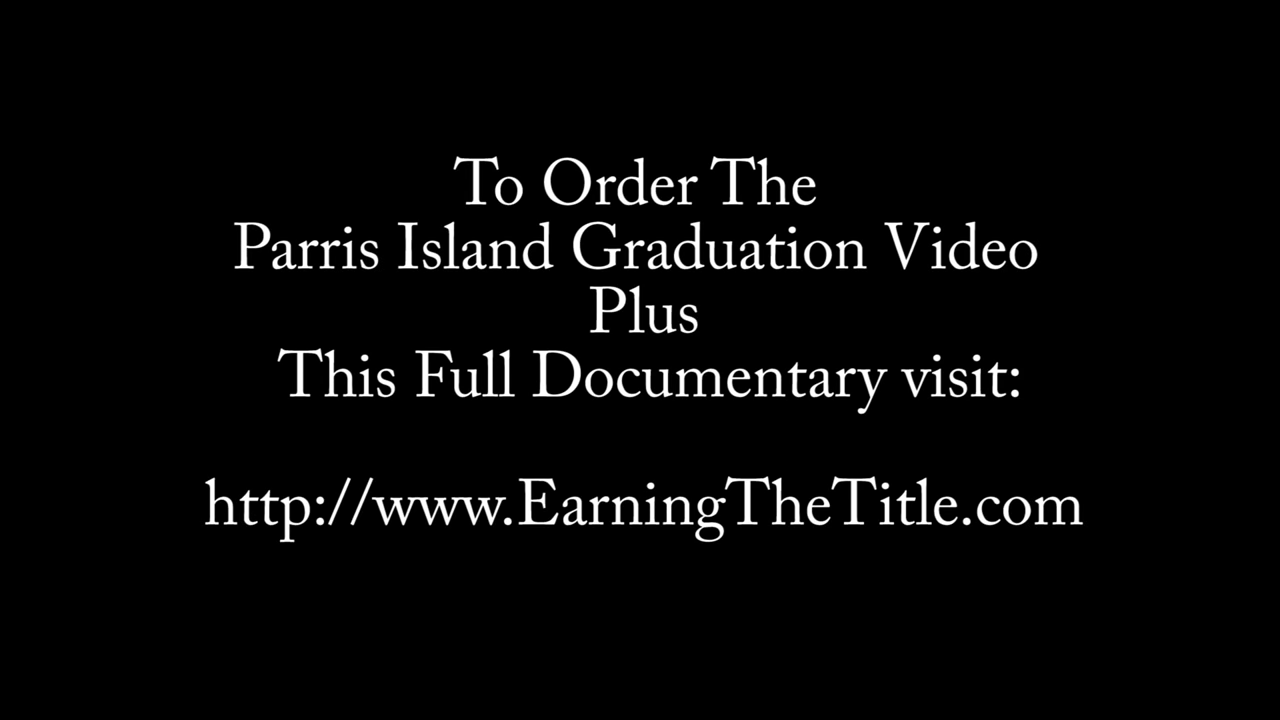 To Order The
Parris Island Graduation Video
Plus
This Full Documentary visit:
http://www.EarningTheTitle.com